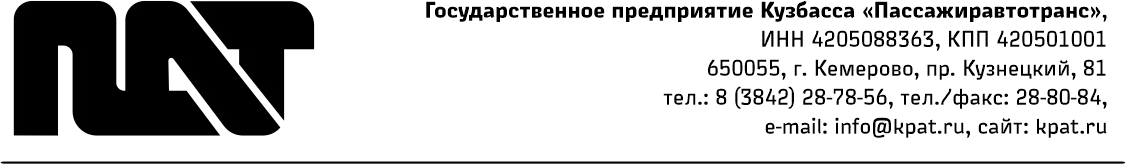 ПАТ
Государственное предприятие Кузбасса «Пассажиравтотранс»,
ИНН 4205088363, КПП 420501001
650055, г. Кемерово, пр. Кузнецкий, 81
тел.: 8 (3842) 28-78-56, тел./факс: 28-80-84,
e-mail: info@kpat.ru, сайт: kpat.ru